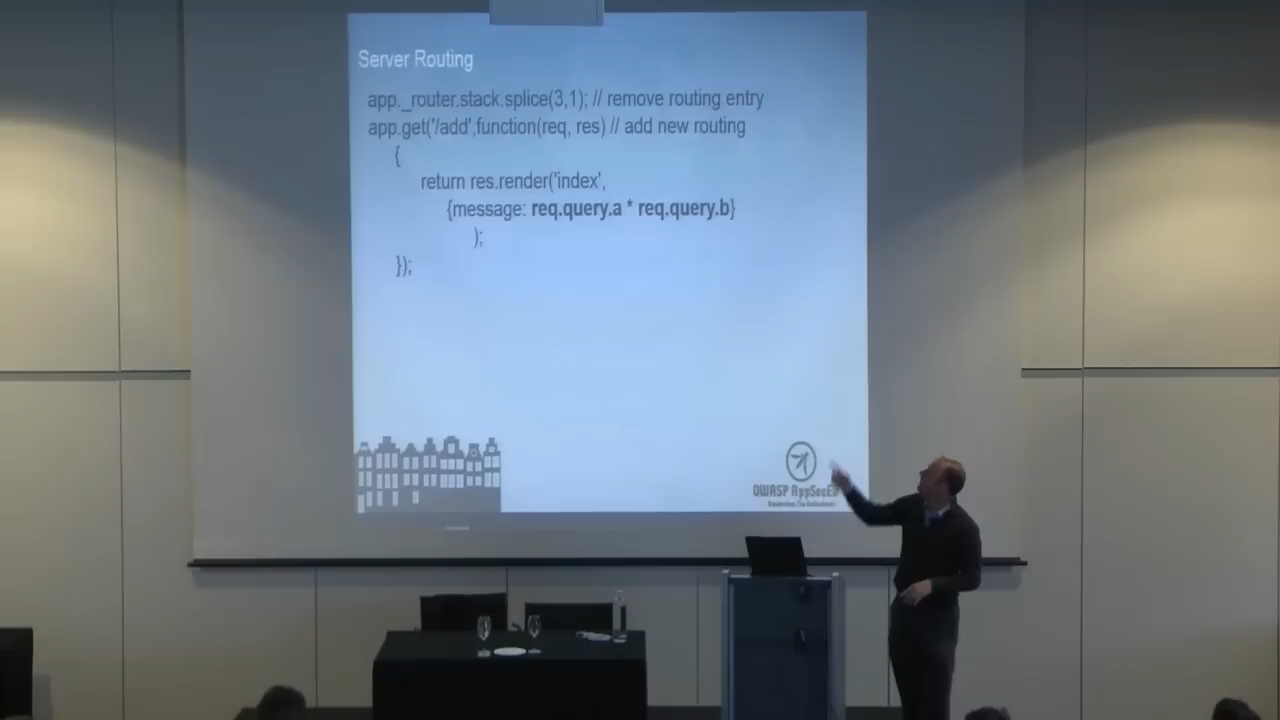 Server Routing
app._router.stack.splice(3,1); // remove routing entry
app.get('/add',function(req, res) // add new routing
{
return res.render('index',
{message: req.query.a * req.query.b}
);
});
OWASP AppSecEU